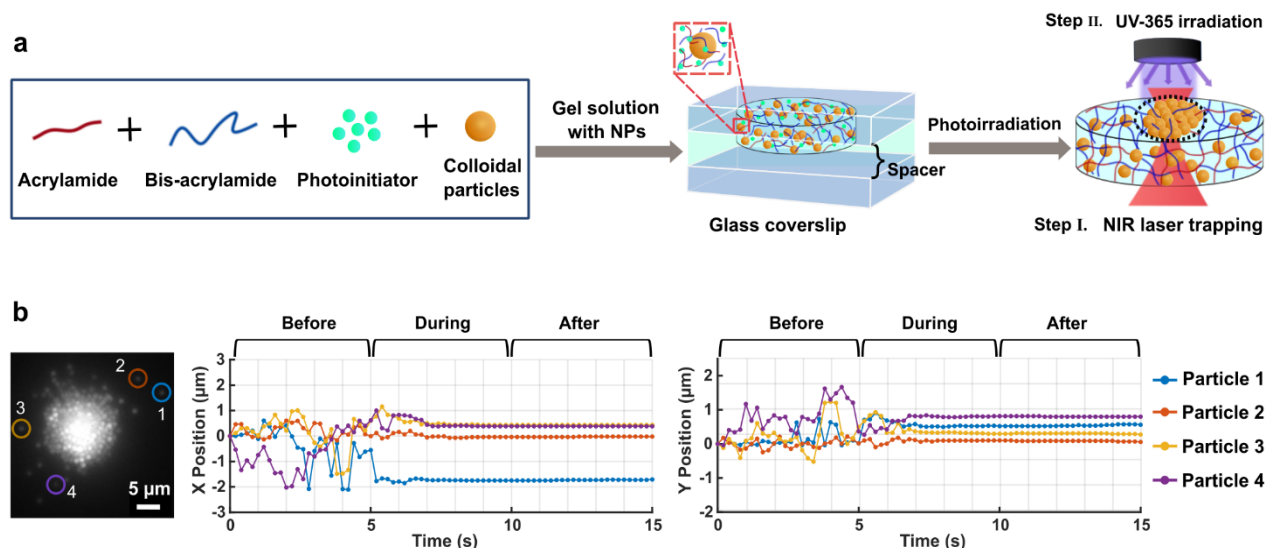 a
Acrylamide
+
Bis-acrylamide
+
Photoinitiator
+
Colloidal
particles
Gel solution
with NPs
Spacer
Glass coverslip
Photoirradiation
Step II. UV-365 irradiation
Step I. NIR laser trapping
b
1
2
3
4
5 μm
Before During After
X Position (μm)
3
2
1
0
-1
-2
-3
0 5 10 15
Time (s)
Before During After
Y Position (μm)
2
1
0
-1
-2
0 5 10 15
Time (s)
Particle 1
Particle 2
Particle 3
Particle 4